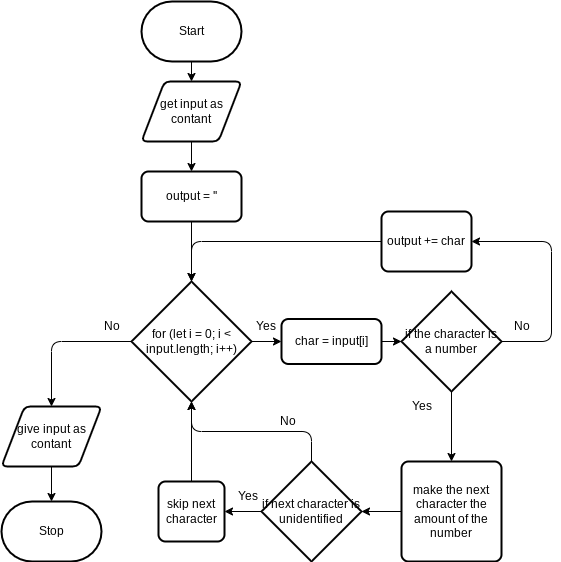 Start
get input as
contant
output = ''
output += char
for (let i = 0; i <
input.length; i++)
No
Yes
char = input[i]
if the character is
a number
No
Yes
give input as
contant
Stop
skip next
character
Yes
No
if next character is
unidentified
make the next
character the
amount of the
number